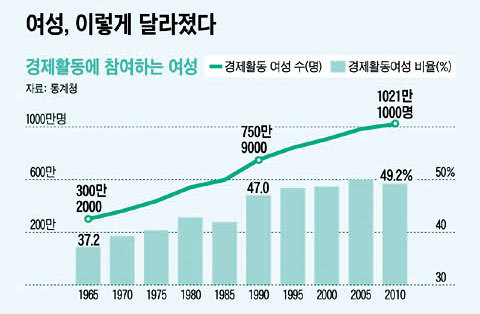 여성, 이렇게 달라졌다
경제활동에 참여하는 여성
경제활동 여성 수(명)
경제활동여성 비율(%)
자료: 통계청
1000만명
600만
200만
300만
2000
37.2
750만
9000
47.0
1021만
1000명
49.2%
50%
40
30
1965 1970 1975 1980 1985 1990 1995 2000 2005 2010